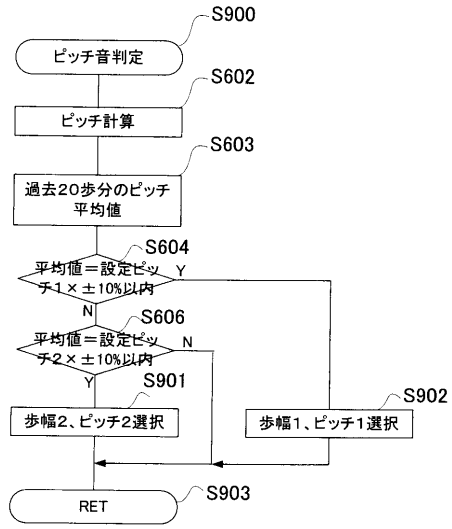 S900
ピッチ音判定
S602
ピッチ計算
S603
過去20歩分のピッチ
平均値
S604
平均値=設定ピッ
チ1×±10%以内
Y
N
S606
平均値=設定ピッ
チ2×±10%以内
N
Y
S901
歩幅2、ピッチ2選択
S902
歩幅1、ピッチ1選択
S903
RET